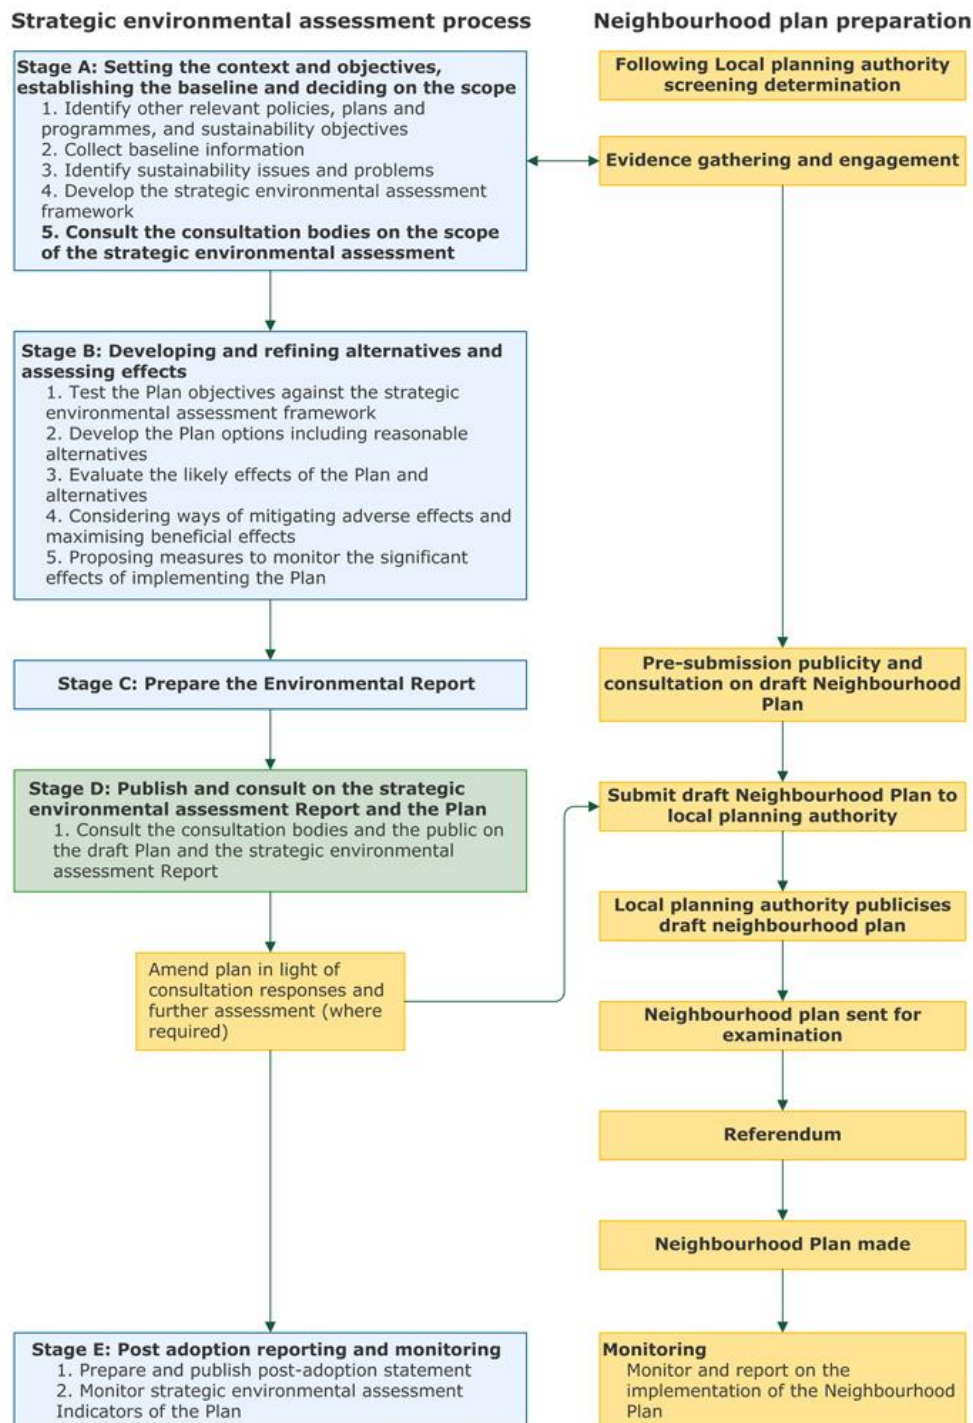 Strategic environmental assessment process
Neighbourhood plan preparation
Stage A: Setting the context and objectives,
establishing the baseline and deciding on the scope
1. Identify other relevant policies, plans and
programmes, and sustainability objectives
2. Collect baseline information
3. Identify sustainability issues and problems
4. Develop the strategic environmental assessment
framework
5. Consult the consultation bodies on the scope
of the strategic environmental assessment
Following Local planning authority
screening determination
Evidence gathering and engagement
Stage B: Developing and refining alternatives and
assessing effects
1. Test the Plan objectives against the strategic
environmental assessment framework
2. Develop the Plan options including reasonable
alternatives
3. Evaluate the likely effects of the Plan and
alternatives
4. Considering ways of mitigating adverse effects and
maximising beneficial effects
5. Proposing measures to monitor the significant
effects of implementing the Plan
Stage C: Prepare the Environmental Report
Pre-submission publicity and
consultation on draft Neighbourhood
Plan
Stage D: Publish and consult on the strategic
environmental assessment Report and the Plan
1. Consult the consultation bodies and the public on
the draft Plan and the strategic environmental
assessment Report
Submit draft Neighbourhood Plan to
local planning authority
Local planning authority publicises
draft neighbourhood plan
Amend plan in light of
consultation responses and
further assessment (where
required)
Neighbourhood plan sent for
examination
Referendum
Neighbourhood Plan made
Stage E: Post adoption reporting and monitoring
1. Prepare and publish post-adoption statement
2. Monitor strategic environmental assessment
Indicators of the Plan
Monitoring
Monitor and report on the
implementation of the Neighbourhood
Plan